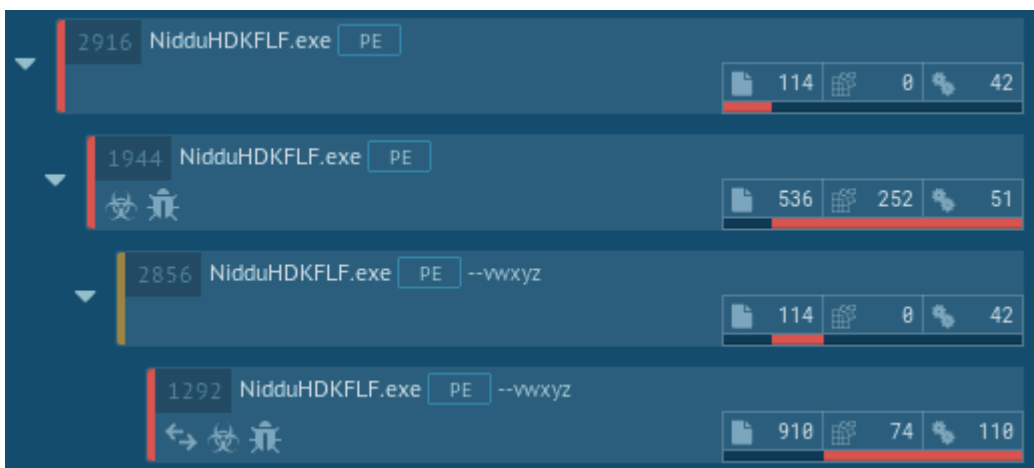 2916 NidduHDKFLF.exe PE
114 0 42
1944 NidduHDKFLF.exe PE
536 252 51
2856 NidduHDKFLF.exe PE --vwxyz
114 0 42
1292 NidduHDKFLF.exe PE --vwxyz
910 74 110